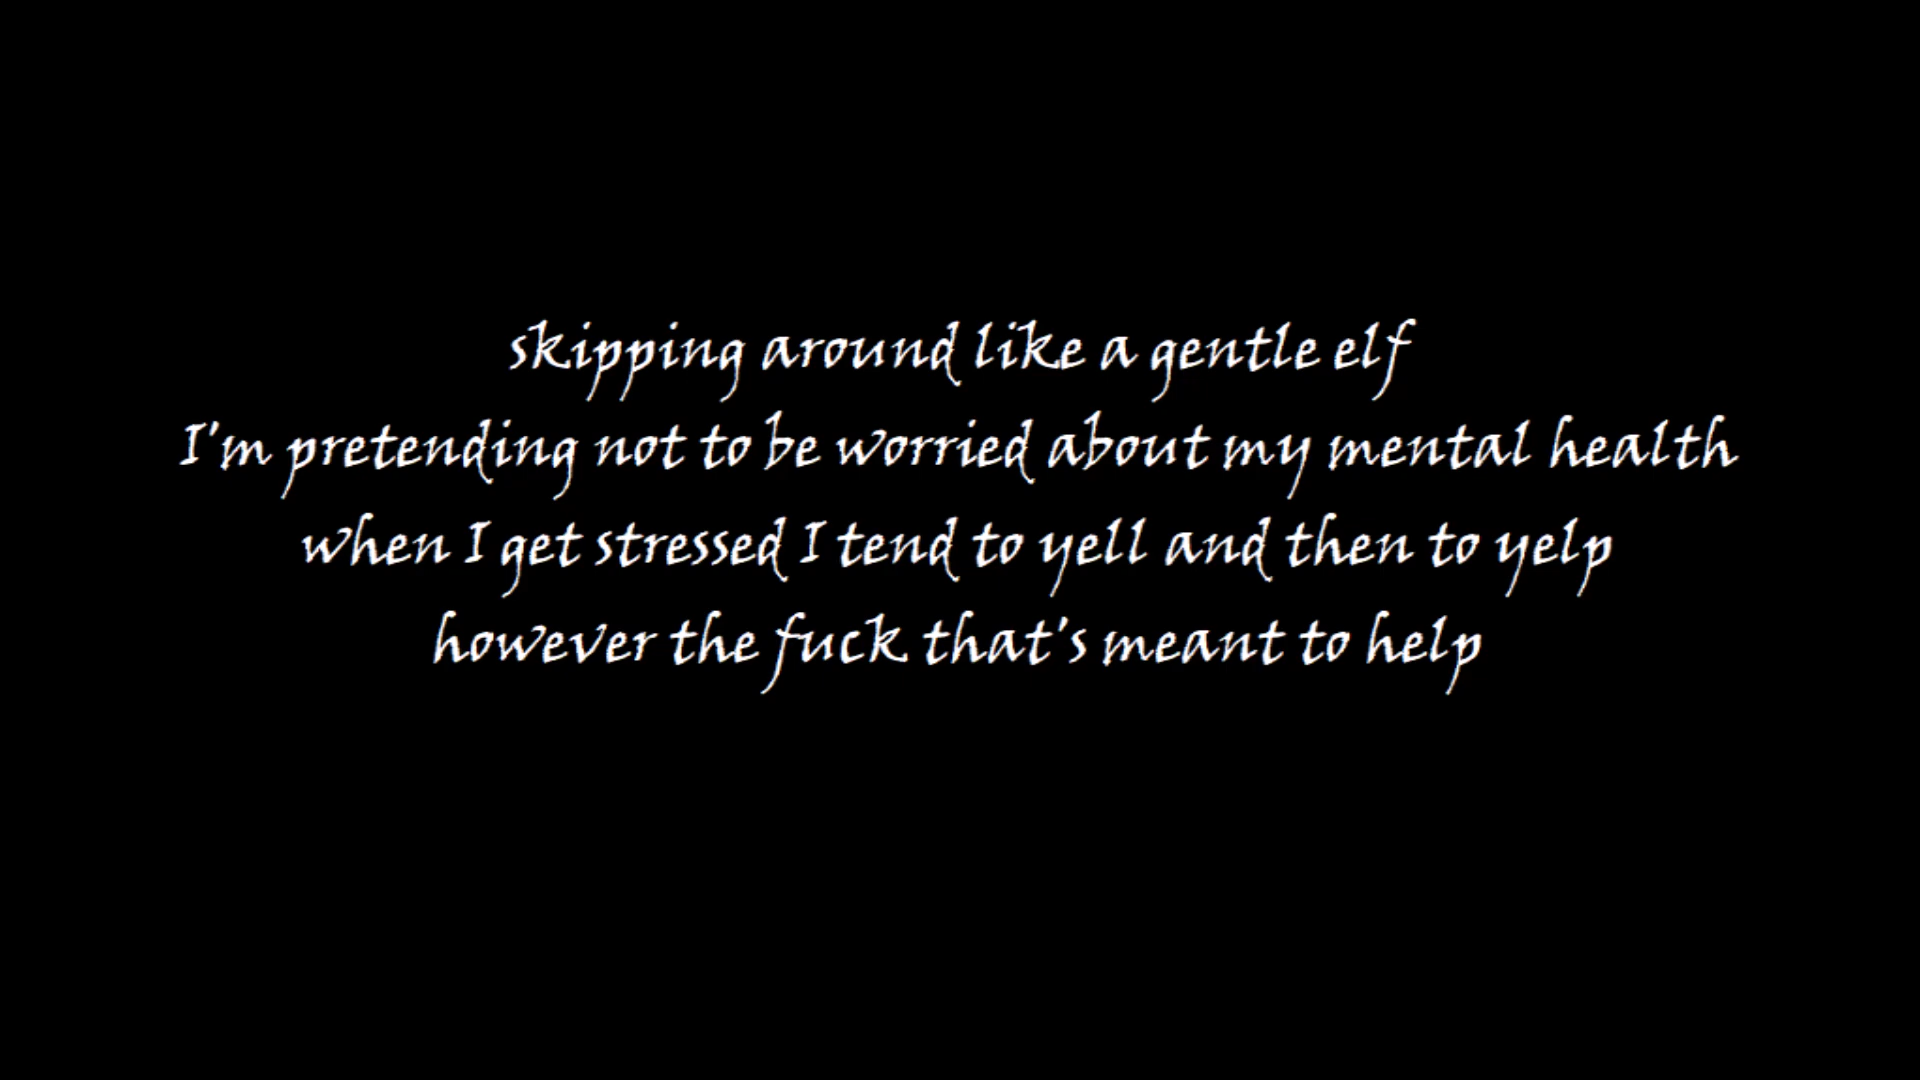 skipping around like a gentle elf
I'm pretending not to be worried about my mental health
when I get stressed I tend to yell and then to yelp
however the fuck that's meant to help